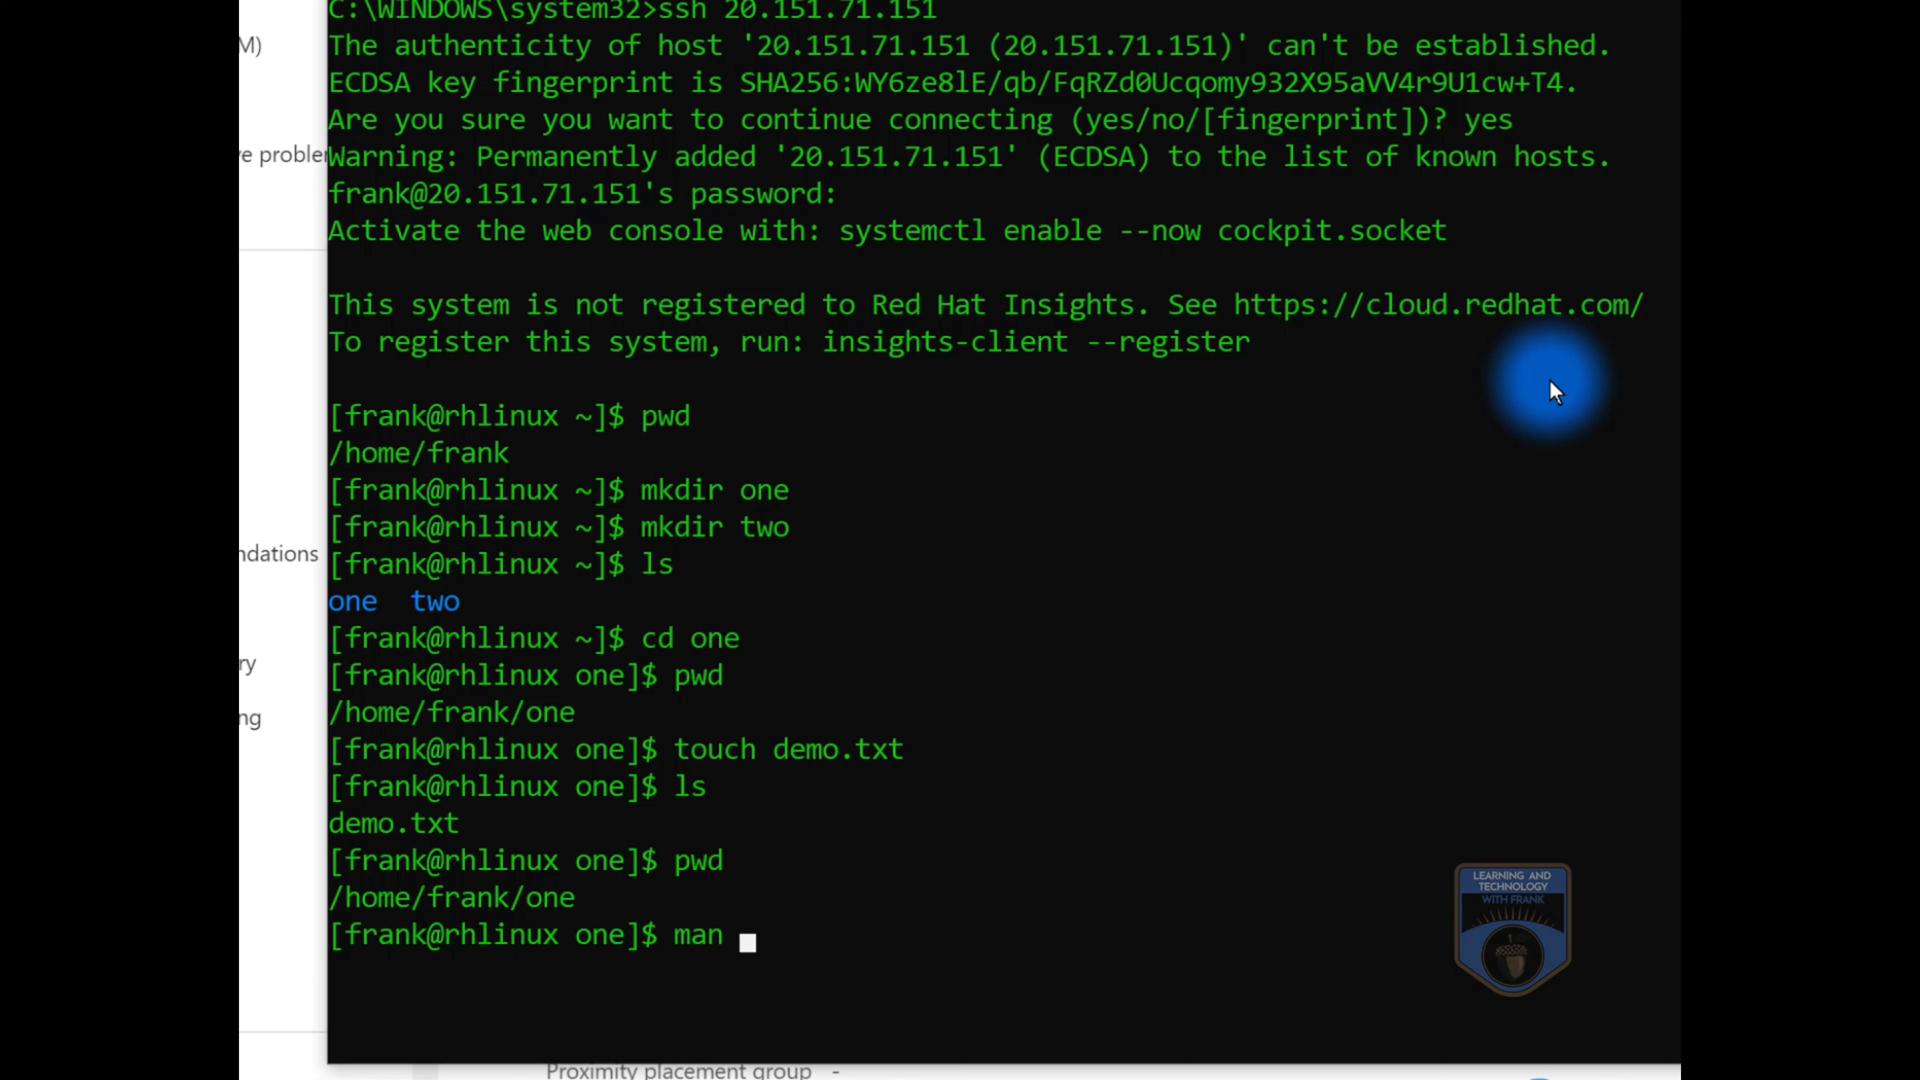 C:\WINDOWS\system32>ssh 20.151.71.151
M)
The authenticity of host '20.151.71.151 (20.151.71.151)' can't be established.
ECDSA key fingerprint is SHA256:WY6ze8lE/qb/FqRZd0Ucqomy932X95aVV4r9U1cw+T4.
Are you sure you want to continue connecting (yes/no/[fingerprint])? yes
ve problem
Warning: Permanently added '20.151.71.151' (ECDSA) to the list of known hosts.
frank@20.151.71.151's password:
Activate the web console with: systemctl enable --now cockpit.socket
This system is not registered to Red Hat Insights. See https://cloud.redhat.com/
To register this system, run: insights-client --register
[frank@rhlinux ~]$ pwd
/home/frank
[frank@rhlinux ~]$ mkdir one
[frank@rhlinux ~]$ mkdir two
ndations
[frank@rhlinux ~]$ ls
one  two
[frank@rhlinux ~]$ cd one
ry
[frank@rhlinux one]$ pwd
ng
/home/frank/one
[frank@rhlinux one]$ touch demo.txt
[frank@rhlinux one]$ ls
demo.txt
[frank@rhlinux one]$ pwd
/home/frank/one
[frank@rhlinux one]$ man
LEARNING AND
TECHNOLOGY
WITH FRANK
Proximity placement group -